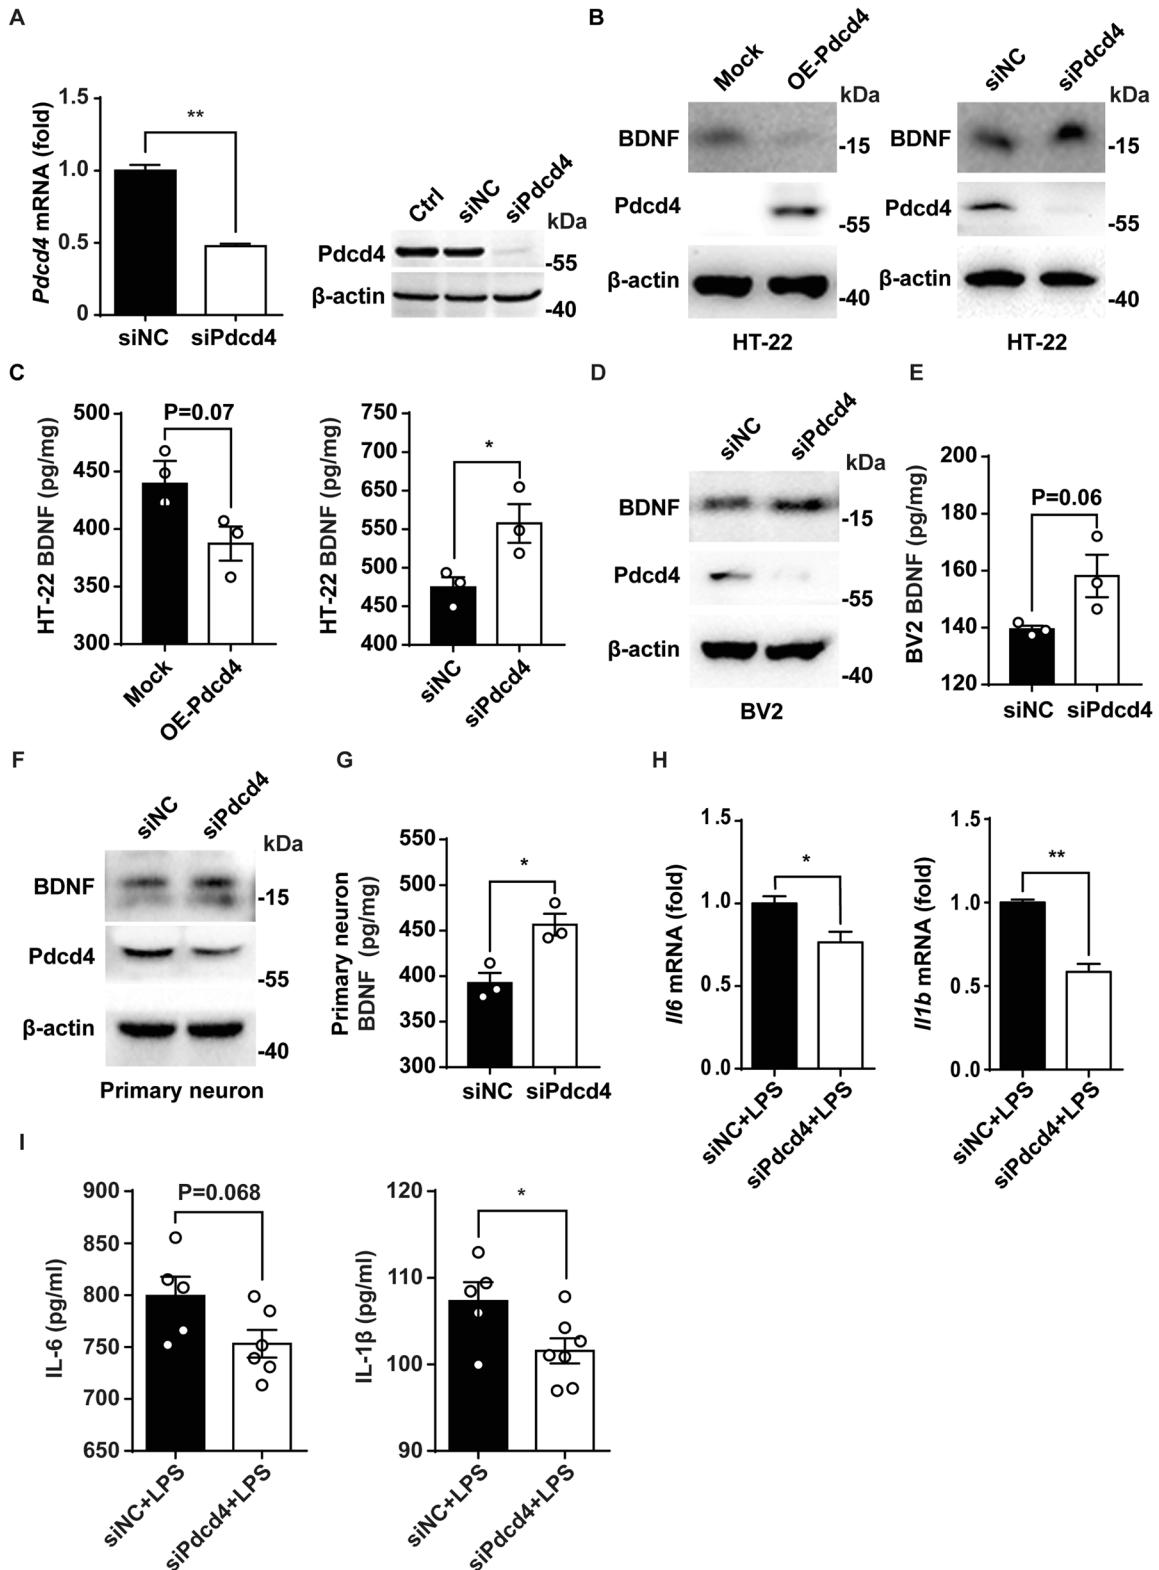 A
Pdcd4 mRNA (fold)
1.5
1.0
0.5
0
**
siNC
siPdcd4
Ctrl
siNC
siPdcd4
kDa
Pdcd4
-55
β-actin
-40
B
Mock
OE-Pdcd4
kDa
BDNF
-15
Pdcd4
-55
β-actin
-40
HT-22
siNC
siPdcd4
kDa
BDNF
-15
Pdcd4
-55
β-actin
-40
HT-22
C
HT-22 BDNF (pg/mg)
500
450
400
350
300
P=0.07
Mock
OE-Pdcd4
HT-22 BDNF (pg/mg)
750
700
650
550
500
450
400
*
siNC
siPdcd4
D
siNC
siPdcd4
kDa
BDNF
-15
Pdcd4
-55
β-actin
-40
BV2
E
BV2 BDNF (pg/mg)
200
180
160
140
120
P=0.06
siNC
siPdcd4
F
siNC
siPdcd4
kDa
BDNF
-15
Pdcd4
-55
β-actin
-40
Primary neuron
G
Primary neuron
BDNF (pg/mg)
550
500
450
400
350
300
*
siNC
siPdcd4
H
Il6 mRNA (fold)
1.5
1.0
0.5
0.0
*
siNC+LPS
siPdcd4+LPS
Il1b mRNA (fold)
1.5
1.0
0.5
0.0
**
siNC+LPS
siPdcd4+LPS
I
IL-6 (pg/ml)
900
850
800
750
700
650
P=0.068
siNC+LPS
siPdcd4+LPS
IL-1β (pg/ml)
120
110
100
90
*
siNC+LPS
siPdcd4+LPS